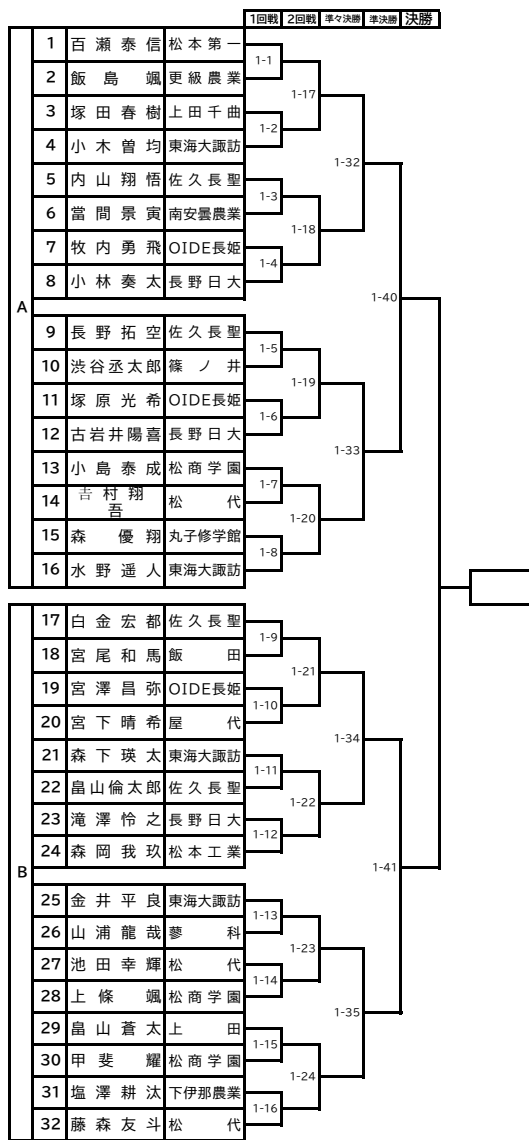 1回戦 2回戦 準々決勝 準決勝 決勝
1 百瀬泰信 松本第一
1-1
2 飯島颯 更級農業
1-17
3 塚田春樹 上田千曲
1-2
4 小木曽均 東海大諏訪
1-32
5 内山翔悟 佐久長聖
1-3
6 當間景寅 南安曇農業
1-18
7 牧内勇飛 OIDE長姫
1-4
8 小林奏太 長野日大
1-40
A
9 長野拓空 佐久長聖
1-5
10 渋谷丞太郎 篠ノ井
1-19
11 塚原光希 OIDE長姫
1-6
12 古岩井陽喜 長野日大
1-33
13 小島泰成 松商学園
1-7
14 𠮷村翔
吾 松代
1-20
15 森優翔 丸子修学館
1-8
16 水野遥人 東海大諏訪
17 白金宏都 佐久長聖
1-9
18 宮尾和馬 飯田
1-21
19 宮澤昌弥 OIDE長姫
1-10
20 宮下晴希 屋代
1-34
21 森下瑛太 東海大諏訪
1-11
22 畠山倫太郎 佐久長聖
1-22
23 滝澤怜之 長野日大
1-12
24 森岡我玖 松本工業
1-41
B
25 金井平良 東海大諏訪
1-13
26 山浦龍哉 蓼科
1-23
27 池田幸輝 松代
1-14
28 上條颯 松商学園
1-35
29 畠山蒼太 上田
1-15
30 甲斐耀 松商学園
1-24
31 塩澤耕汰 下伊那農業
1-16
32 藤森友斗 松代